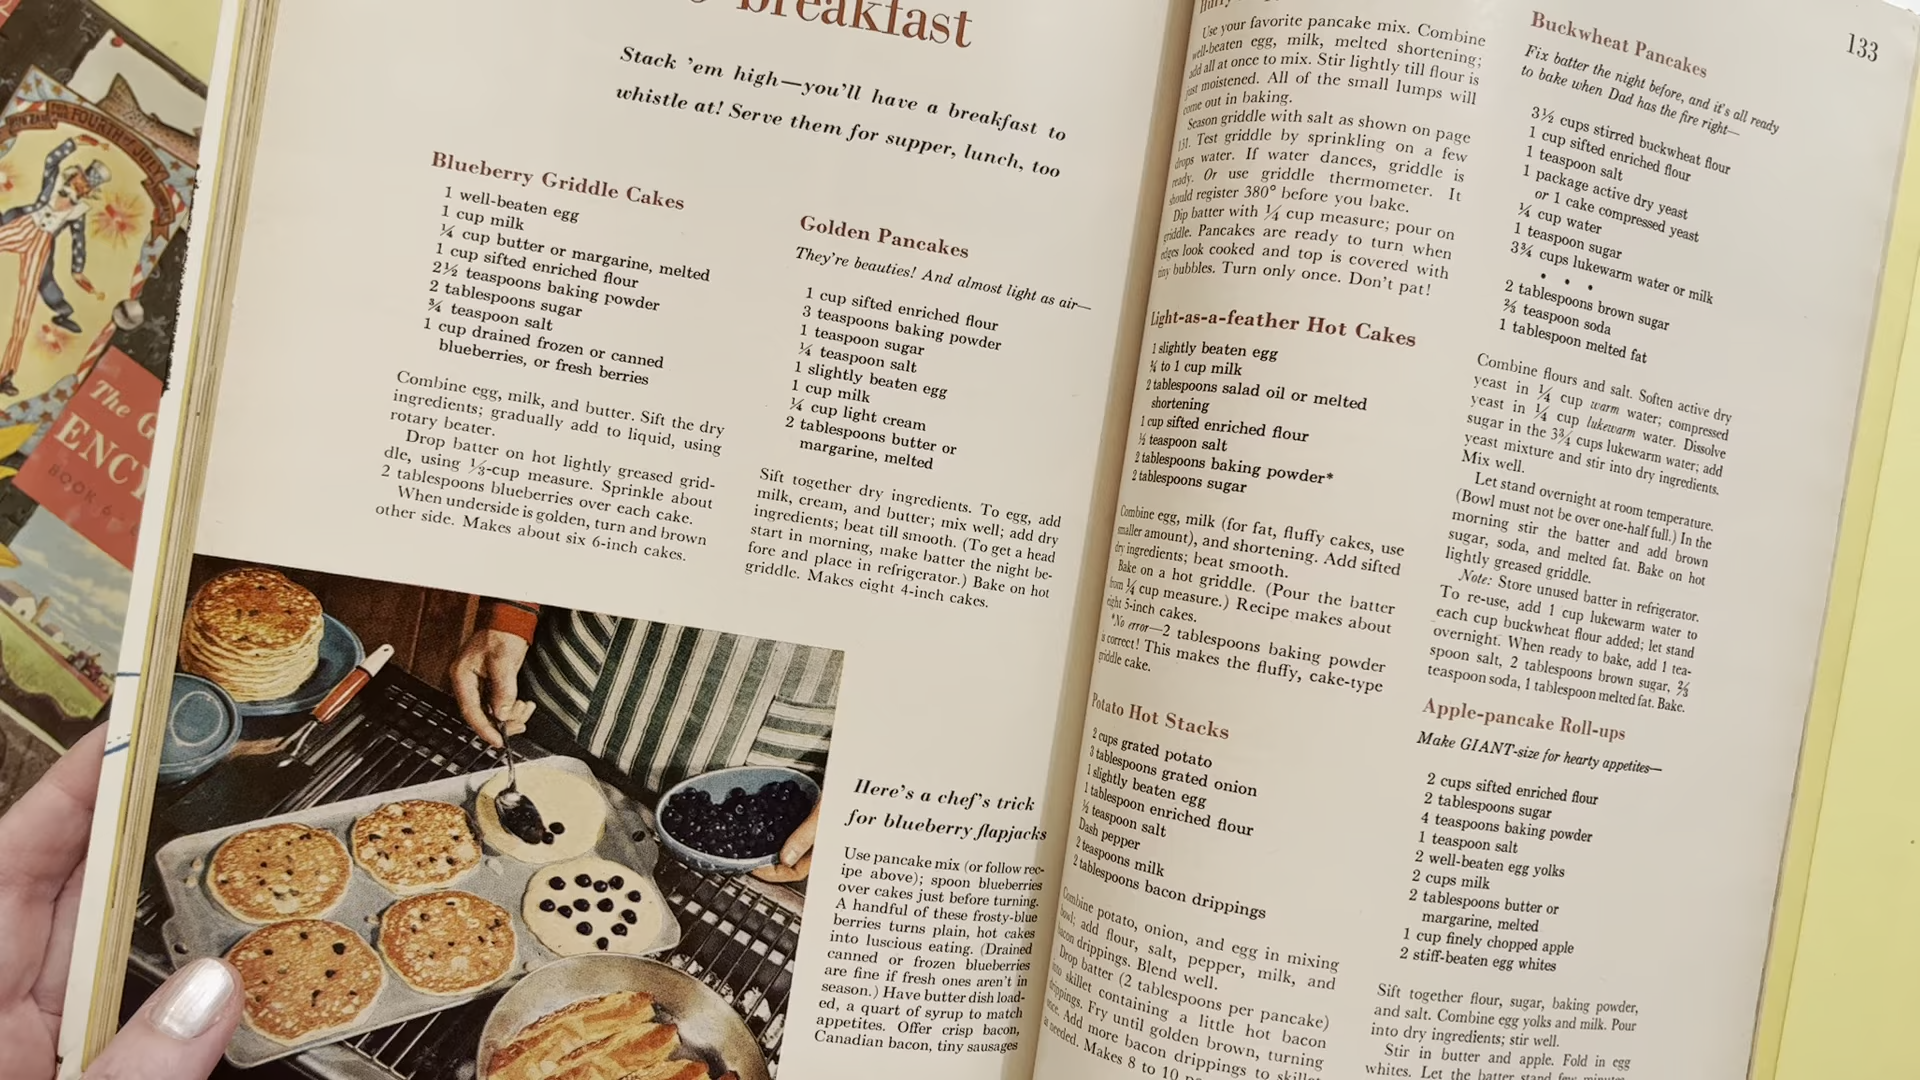 breakfast
Stack 'em high—you'll have a breakfast to
whistle at! Serve them for supper, lunch, too
Blueberry Griddle Cakes
1 well-beaten egg
1 cup milk
¼ cup butter or margarine, melted
1 cup sifted enriched flour
2½ teaspoons baking powder
2 tablespoons sugar
¾ teaspoon salt
1 cup drained frozen or canned
blueberries, or fresh berries
Combine egg, milk, and butter. Sift the dry
ingredients; gradually add to liquid, using
rotary beater.
Drop batter on hot lightly greased grid-
dle, using ⅓-cup measure. Sprinkle about
2 tablespoons blueberries over each cake.
When underside is golden, turn and brown
other side. Makes about six 6-inch cakes.
Golden Pancakes
They're beauties! And almost light as air—
1 cup sifted enriched flour
3 teaspoons baking powder
1 teaspoon sugar
¼ teaspoon salt
1 slightly beaten egg
1 cup milk
¼ cup light cream
2 tablespoons butter or
margarine, melted
Sift together dry ingredients. To egg, add
milk, cream, and butter; mix well; add dry
ingredients; beat till smooth. (To get a head
start in morning, make batter the night be-
fore and place in refrigerator.) Bake on hot
griddle. Makes eight 4-inch cakes.
Here's a chef's trick
for blueberry flapjacks
Use pancake mix (or follow rec-
ipe above); spoon blueberries
over cakes just before turning.
A handful of these frosty-blue
berries turns plain, hot cakes
into luscious eating. (Drained
canned or frozen blueberries
are fine if fresh ones aren't in
season.) Have butter dish load-
ed, a quart of syrup to match
appetites. Offer crisp bacon,
Canadian bacon, tiny sausages
Use your favorite pancake mix. Combine
well-beaten egg, milk, melted shortening;
add all at once to mix. Stir lightly till flour is
just moistened. All of the small lumps will
come out in baking.
Season griddle with salt as shown on page
131. Test griddle by sprinkling on a few
drops water. If water dances, griddle is
ready. Or use griddle thermometer. It
should register 380° before you bake.
Dip batter with ¼ cup measure; pour on
griddle. Pancakes are ready to turn when
edges look cooked and top is covered with
tiny bubbles. Turn only once. Don't pat!
Light-as-a-feather Hot Cakes
1 slightly beaten egg
¾ to 1 cup milk
2 tablespoons salad oil or melted
shortening
1 cup sifted enriched flour
½ teaspoon salt
2 tablespoons baking powder*
2 tablespoons sugar
Combine egg, milk (for fat, fluffy cakes, use
smaller amount), and shortening. Add sifted
dry ingredients; beat smooth.
Bake on a hot griddle. (Pour the batter
from ¼ cup measure.) Recipe makes about
eight 5-inch cakes.
*No error—2 tablespoons baking powder
is correct! This makes the fluffy, cake-type
griddle cake.
Potato Hot Stacks
2 cups grated potato
3 tablespoons grated onion
1 slightly beaten egg
1 tablespoon enriched flour
½ teaspoon salt
Dash pepper
2 teaspoons milk
2 tablespoons bacon drippings
Combine potato, onion, and egg in mixing
bowl; add flour, salt, pepper, milk, and
bacon drippings. Blend well.
Drop batter (2 tablespoons per pancake)
into skillet containing a little hot bacon
drippings. Fry until golden brown, turning
once. Add more bacon drippings to skillet
as needed. Makes 8 to 10
133
Buckwheat Pancakes
Fix batter the night before, and it's all ready
to bake when Dad has the fire right—
3½ cups stirred buckwheat flour
1 cup sifted enriched flour
1 teaspoon salt
1 package active dry yeast
or 1 cake compressed yeast
¼ cup water
1 teaspoon sugar
3¾ cups lukewarm water or milk
• • •
2 tablespoons brown sugar
⅔ teaspoon soda
1 tablespoon melted fat
Combine flours and salt. Soften active dry
yeast in ¼ cup warm water; compressed
yeast in ¼ cup lukewarm water. Dissolve
sugar in the 3¾ cups lukewarm water; add
yeast mixture and stir into dry ingredients.
Mix well.
Let stand overnight at room temperature.
(Bowl must not be over one-half full.) In the
morning stir the batter and add brown
sugar, soda, and melted fat. Bake on hot
lightly greased griddle.
Note: Store unused batter in refrigerator.
To re-use, add 1 cup lukewarm water to
each cup buckwheat flour added; let stand
overnight. When ready to bake, add 1 tea-
spoon salt, 2 tablespoons brown sugar, ⅔
teaspoon soda, 1 tablespoon melted fat. Bake.
Apple-pancake Roll-ups
Make GIANT-size for hearty appetites—
2 cups sifted enriched flour
2 tablespoons sugar
4 teaspoons baking powder
1 teaspoon salt
2 well-beaten egg yolks
2 cups milk
2 tablespoons butter or
margarine, melted
1 cup finely chopped apple
2 stiff-beaten egg whites
Sift together flour, sugar, baking powder,
and salt. Combine egg yolks and milk. Pour
into dry ingredients; stir well.
Stir in butter and apple. Fold in egg
whites. Let the batter stand few minutes
FOURTH OF JULY
The G
ENCY
BOOK 6